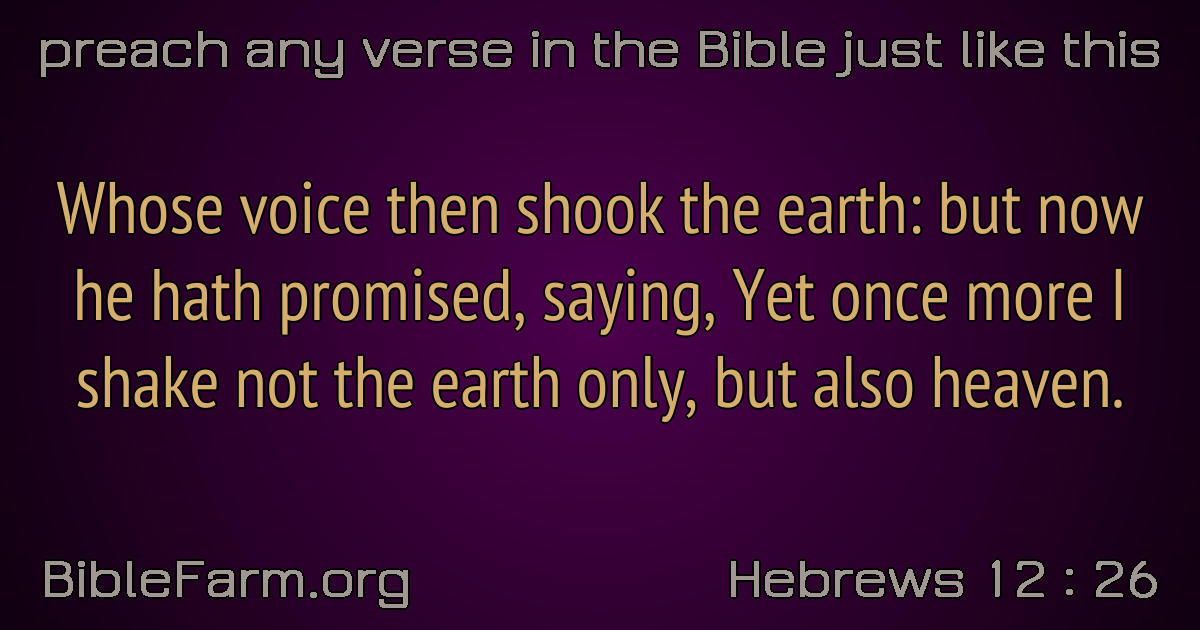 preach any verse in the Bible just like this
Whose voice then shook the earth: but now
he hath promised, saying, Yet once more I
shake not the earth only, but also heaven.
BibleFarm.org
Hebrews 12 : 26